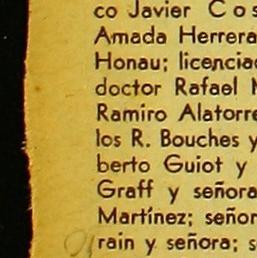 co Javier Cos
Amada Herrera
Honau; licencia
doctor Rafael M
Ramiro Alatorre
los R. Bouches y
berto Guiot y
Graff y señora
Martínez; señor
rain y señora; s